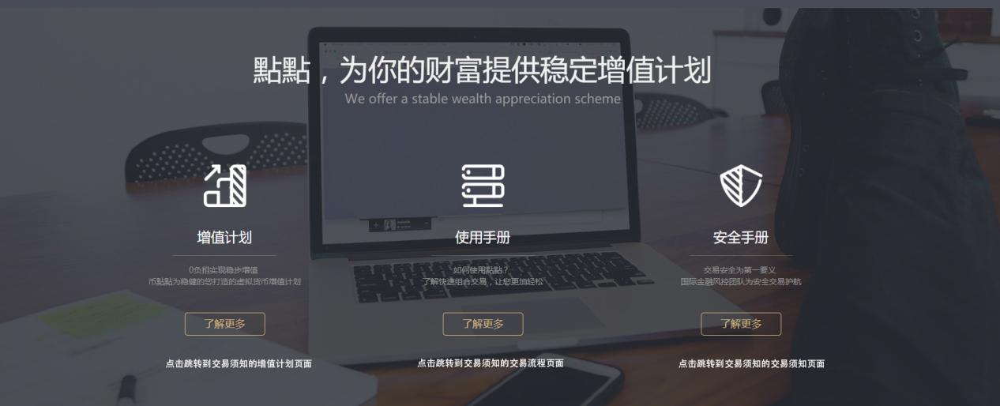 點點，为你的财富提供稳定增值计划
We offer a stable wealth appreciation scheme
增值计划
0负担实现稳步增值
币點點为稳健的您打造的虚拟货币增值计划
了解更多
点击跳转到交易须知的增值计划页面
使用手册
如何使用點點？
了解快速组合交易，让您更加轻松
了解更多
点击跳转到交易须知的交易流程页面
安全手册
交易安全为第一要义
国际金融风控团队为安全交易护航
了解更多
点击跳转到交易须知的交易须知页面